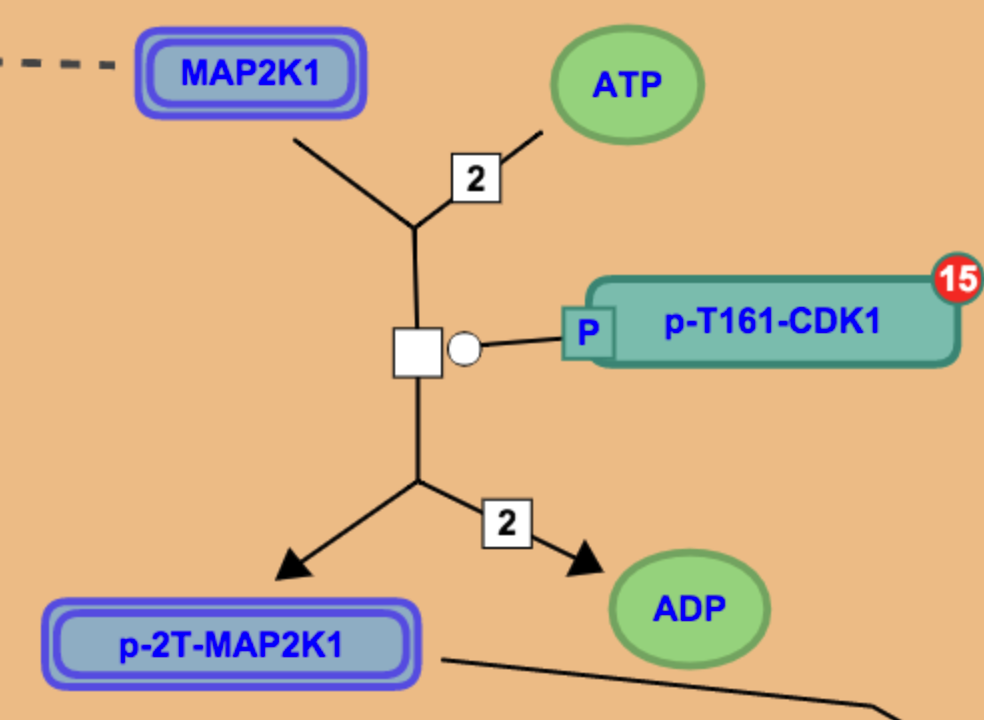 MAP2K1
ATP
2
15
p-T161-CDK1
P
2
ADP
p-2T-MAP2K1